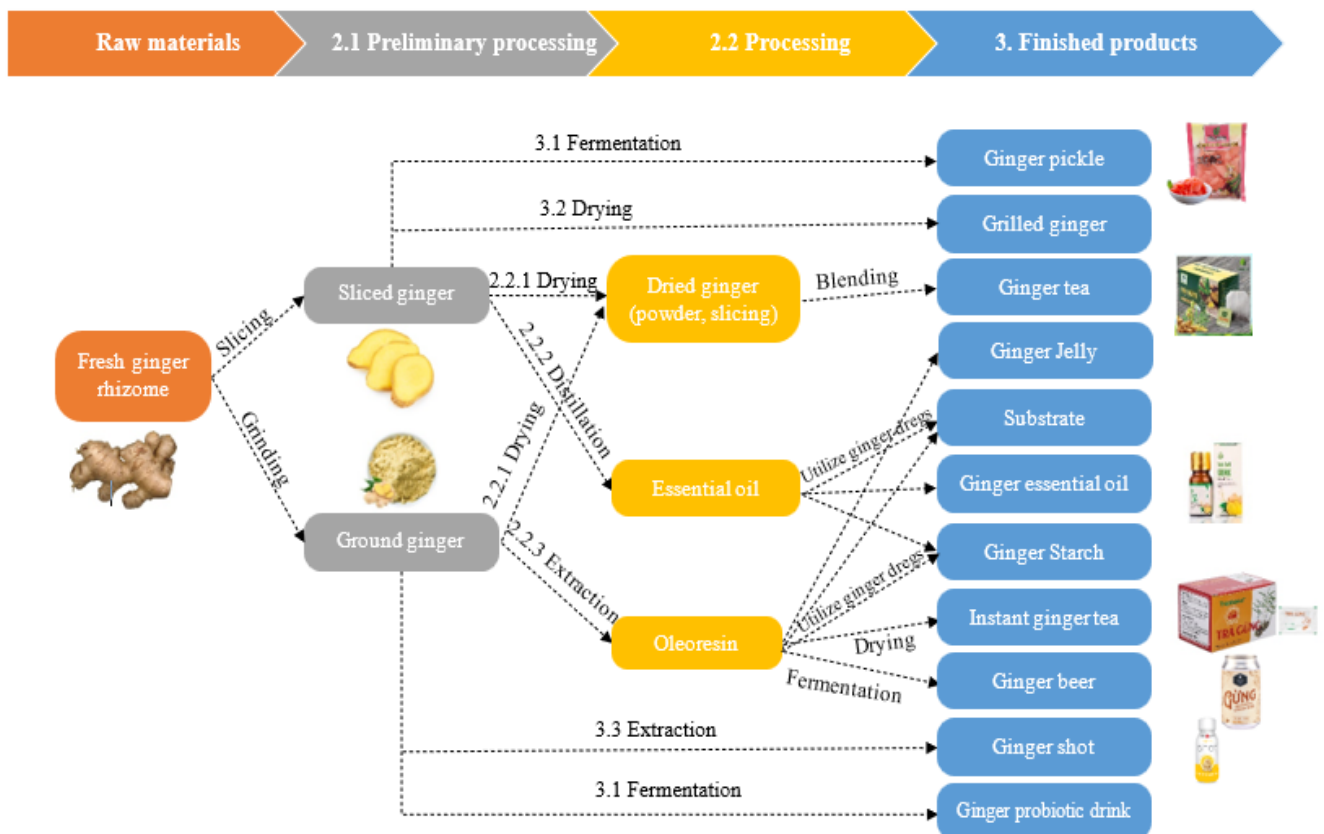 Raw materials
2.1 Preliminary processing
2.2 Processing
3. Finished products
3.1 Fermentation
Ginger pickle
3.2 Drying
Grilled ginger
Sliced ginger
2.2.1 Drying
Dried ginger
(powder, slicing)
Blending
Ginger tea
Slicing
Fresh ginger
rhizome
Grinding
2.2.2 Distillation
2.2.1 Drying
Ginger Jelly
Utilize ginger dregs
Substrate
Essential oil
Ginger essential oil
Ground ginger
2.2.3 Extraction
Utilize ginger dregs
Ginger Starch
Oleoresin
Drying
Instant ginger tea
TRÀ GỪNG
Fermentation
Ginger beer
GỪNG
3.3 Extraction
Ginger shot
3.1 Fermentation
Ginger probiotic drink